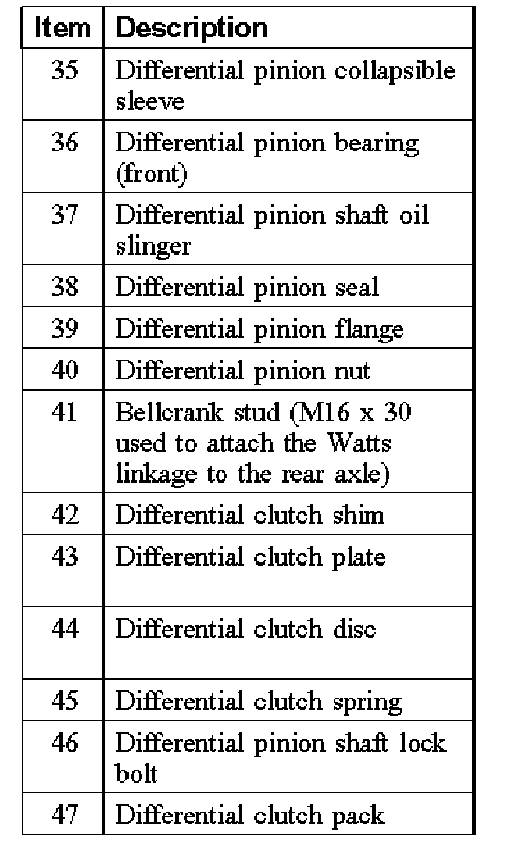 Item Description
35 Differential pinion collapsible
sleeve
36 Differential pinion bearing
(front)
37 Differential pinion shaft oil
slinger
38 Differential pinion seal
39 Differential pinion flange
40 Differential pinion nut
41 Bellcrank stud (M16 x 30
used to attach the Watts
linkage to the rear axle)
42 Differential clutch shim
43 Differential clutch plate
44 Differential clutch disc
45 Differential clutch spring
46 Differential pinion shaft lock
bolt
47 Differential clutch pack